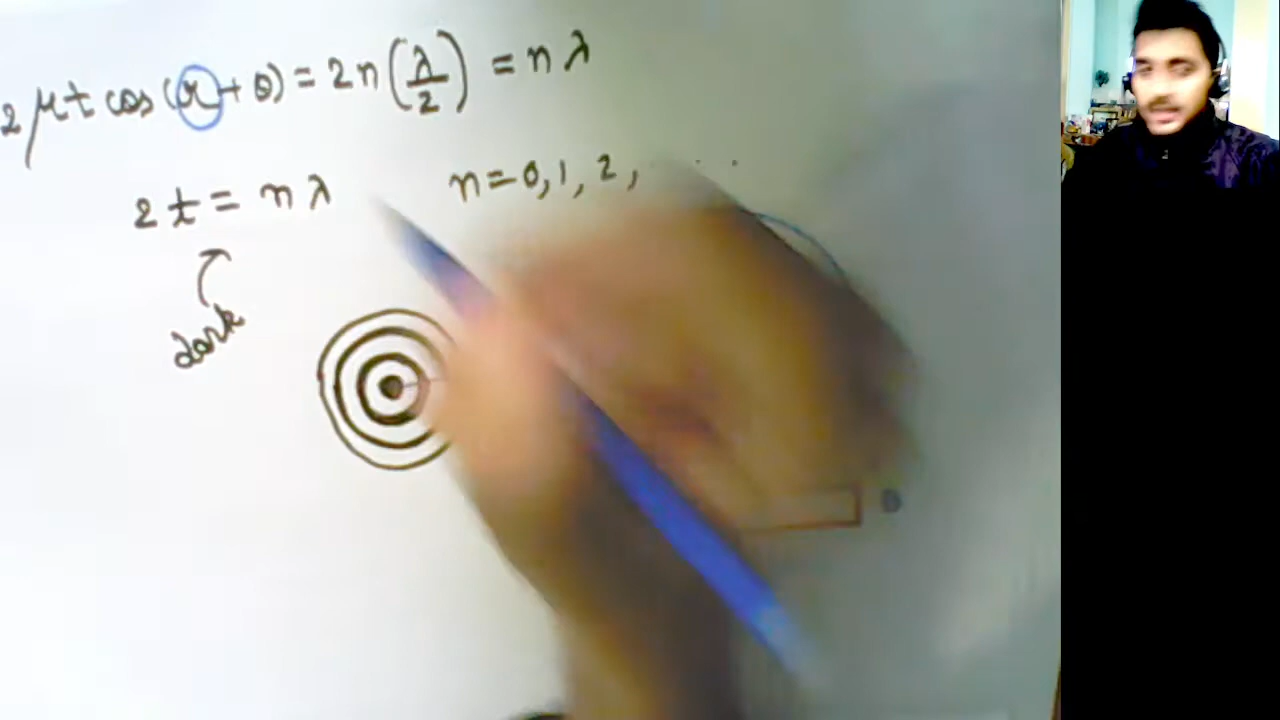 2μt cos(r+θ) = 2n(λ/2) = nλ
2t = nλ n=0,1,2, . . .
dark